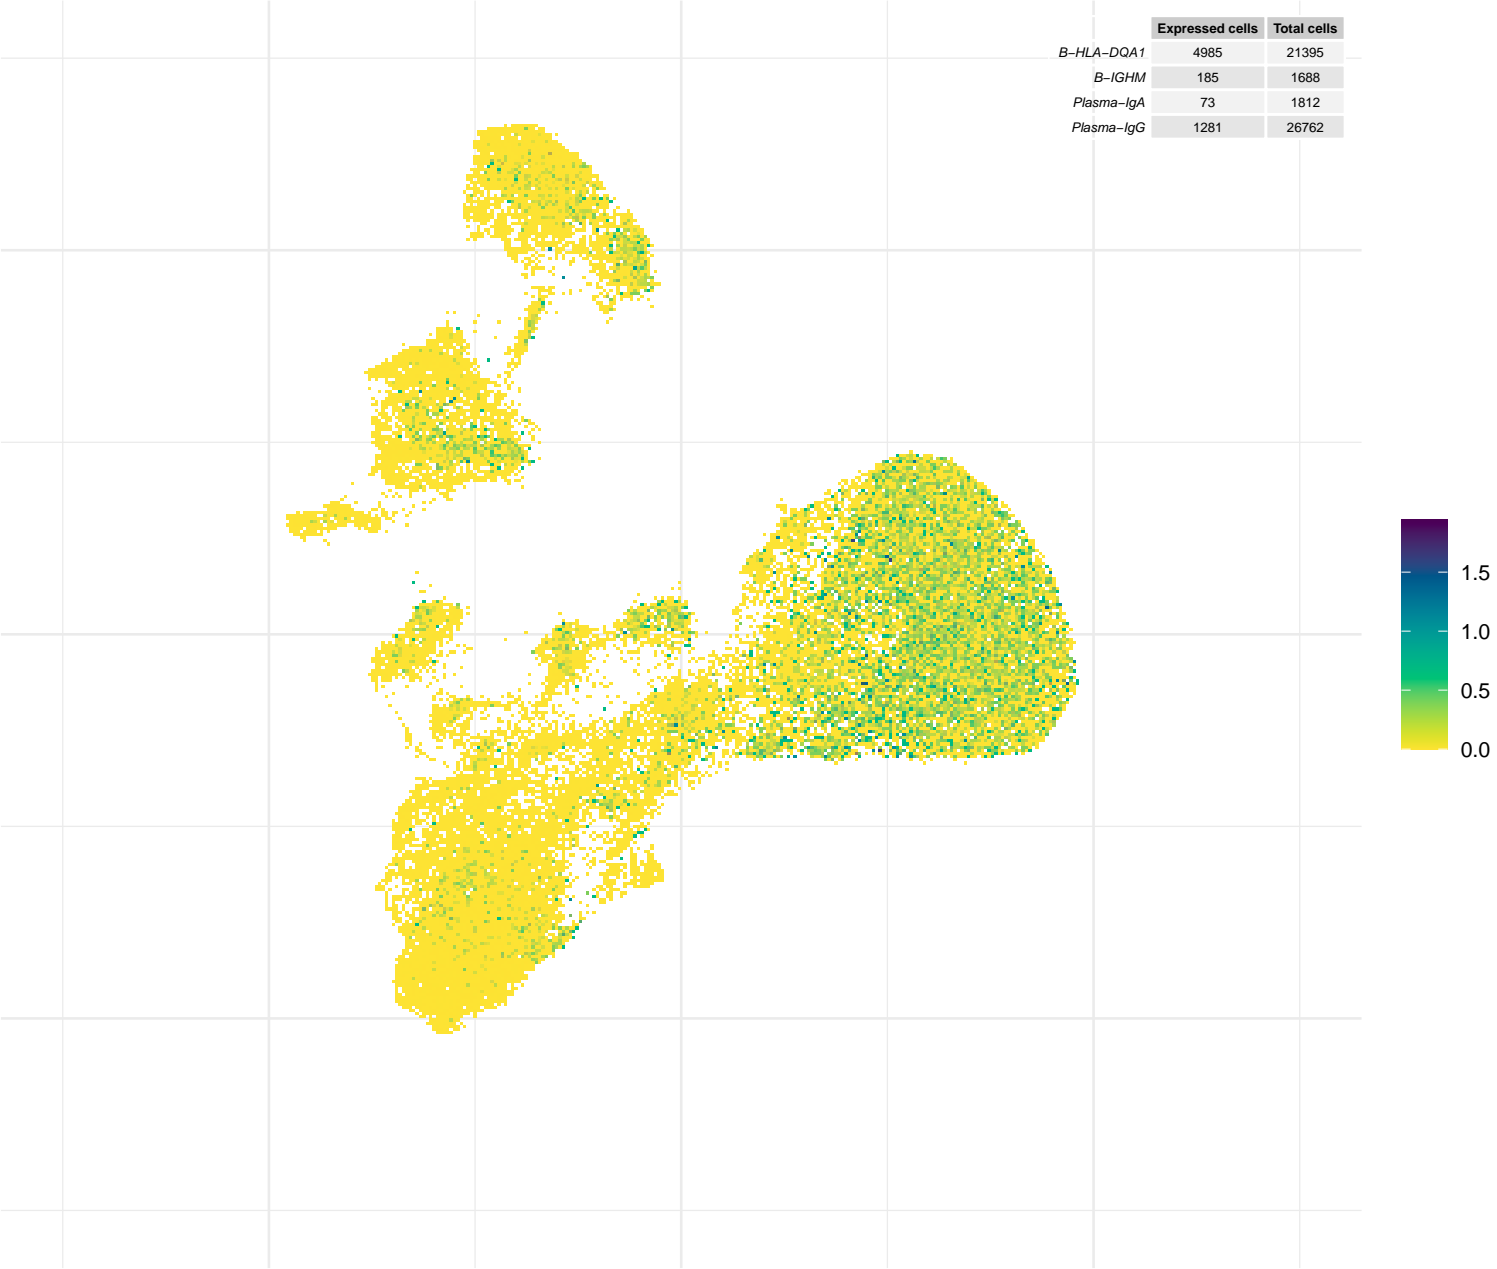 Expressed cells Total cells
B−HLA−DQA1 4985 21395
B−IGHM 185 1688
Plasma−IgA 73 1812
Plasma−IgG 1281 26762
1.5
1.0
0.5
0.0